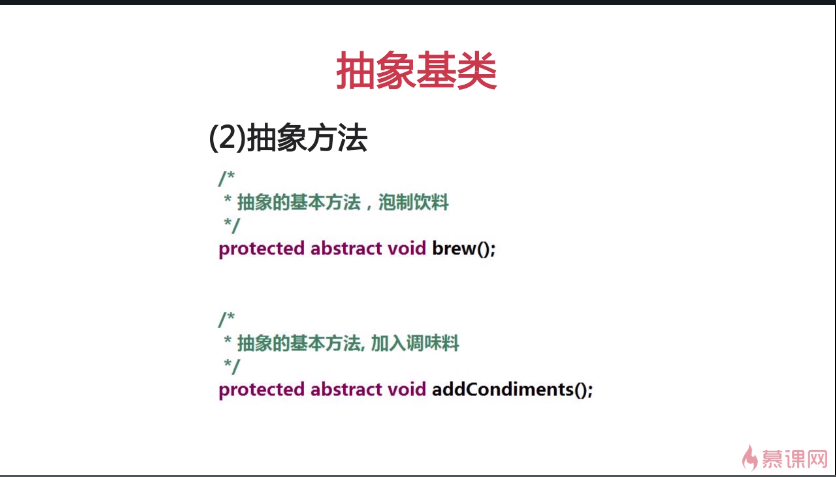 抽象基类
(2)抽象方法
/*
* 抽象的基本方法，泡制饮料
*/
protected abstract void brew();
/*
* 抽象的基本方法, 加入调味料
*/
protected abstract void addCondiments();
慕课网